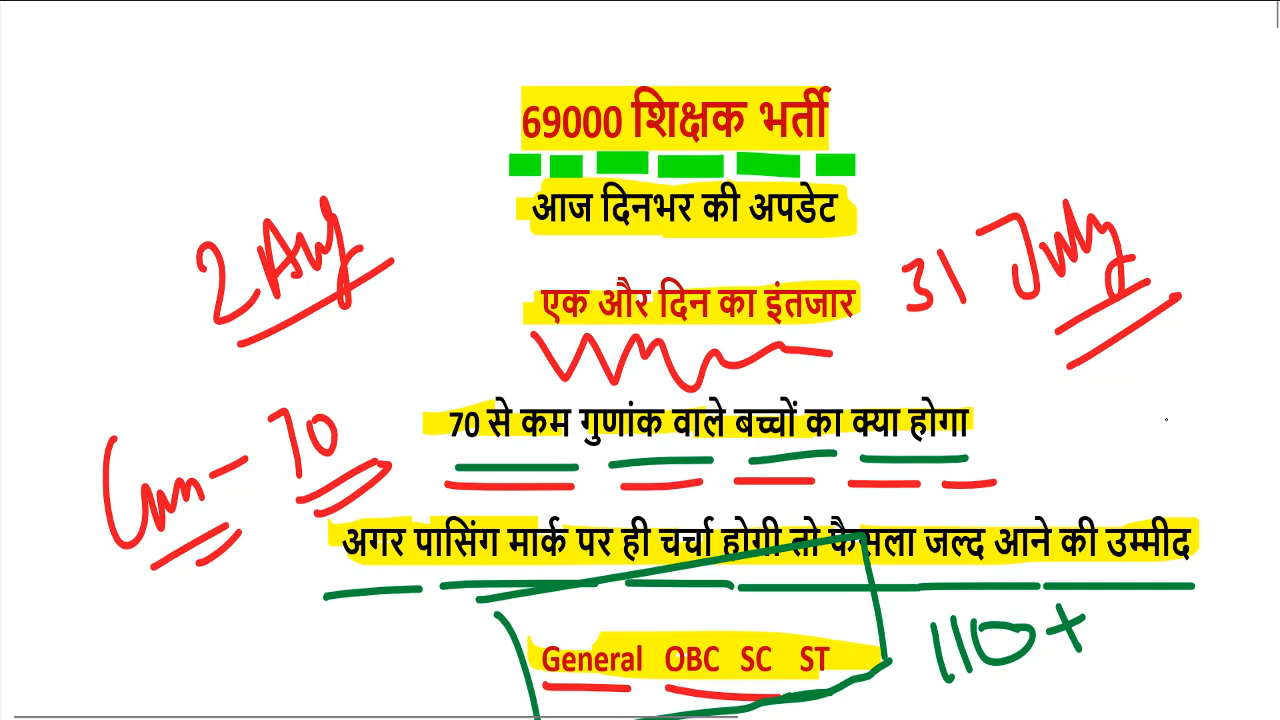 69000 शिक्षक भर्ती
आज दिनभर की अपडेट
2 Aug
31 July
एक और दिन का इंतजार
70 से कम गुणांक वाले बच्चों का क्या होगा
70
अगर पासिंग मार्क पर ही चर्चा होगी तो फैसला जल्द आने की उम्मीद
110+
General OBC SC ST